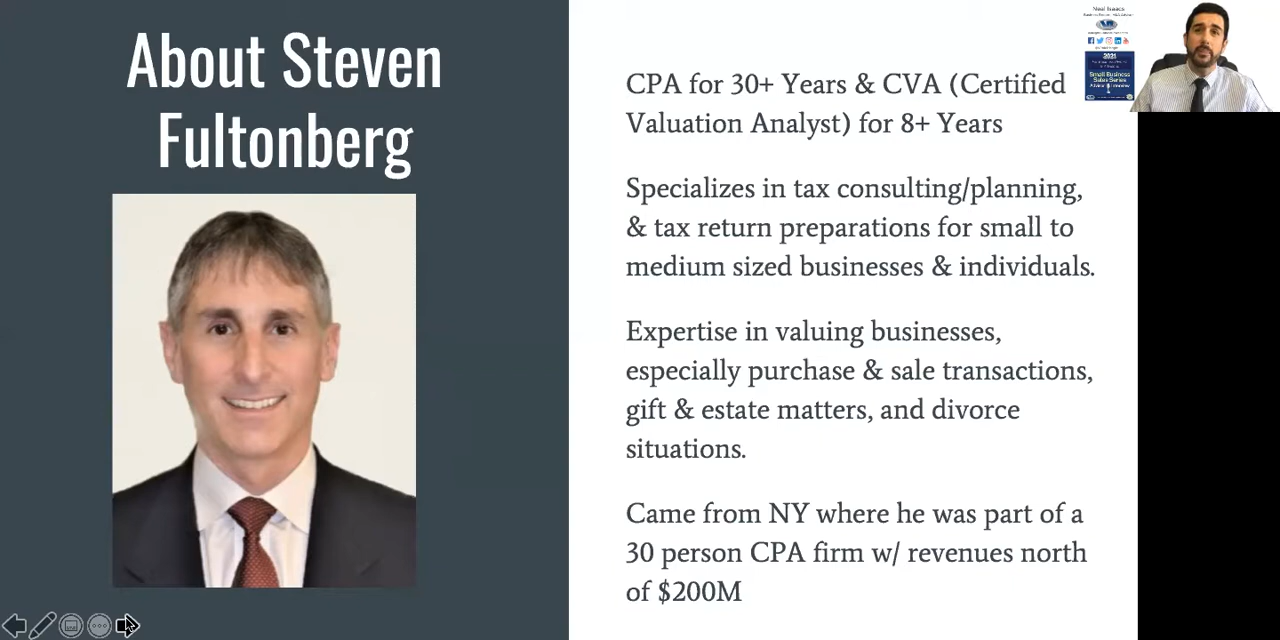 About Steven
Fultonberg
CPA for 30+ Years & CVA (Certified
Valuation Analyst) for 8+ Years
Specializes in tax consulting/planning,
& tax return preparations for small to
medium sized businesses & individuals.
Expertise in valuing businesses,
especially purchase & sale transactions,
gift & estate matters, and divorce
situations.
Came from NY where he was part of a
30 person CPA firm w/ revenues north
of $200M
Neal Isaacs
2021
Small Business
Sales Series
Advisor Interview